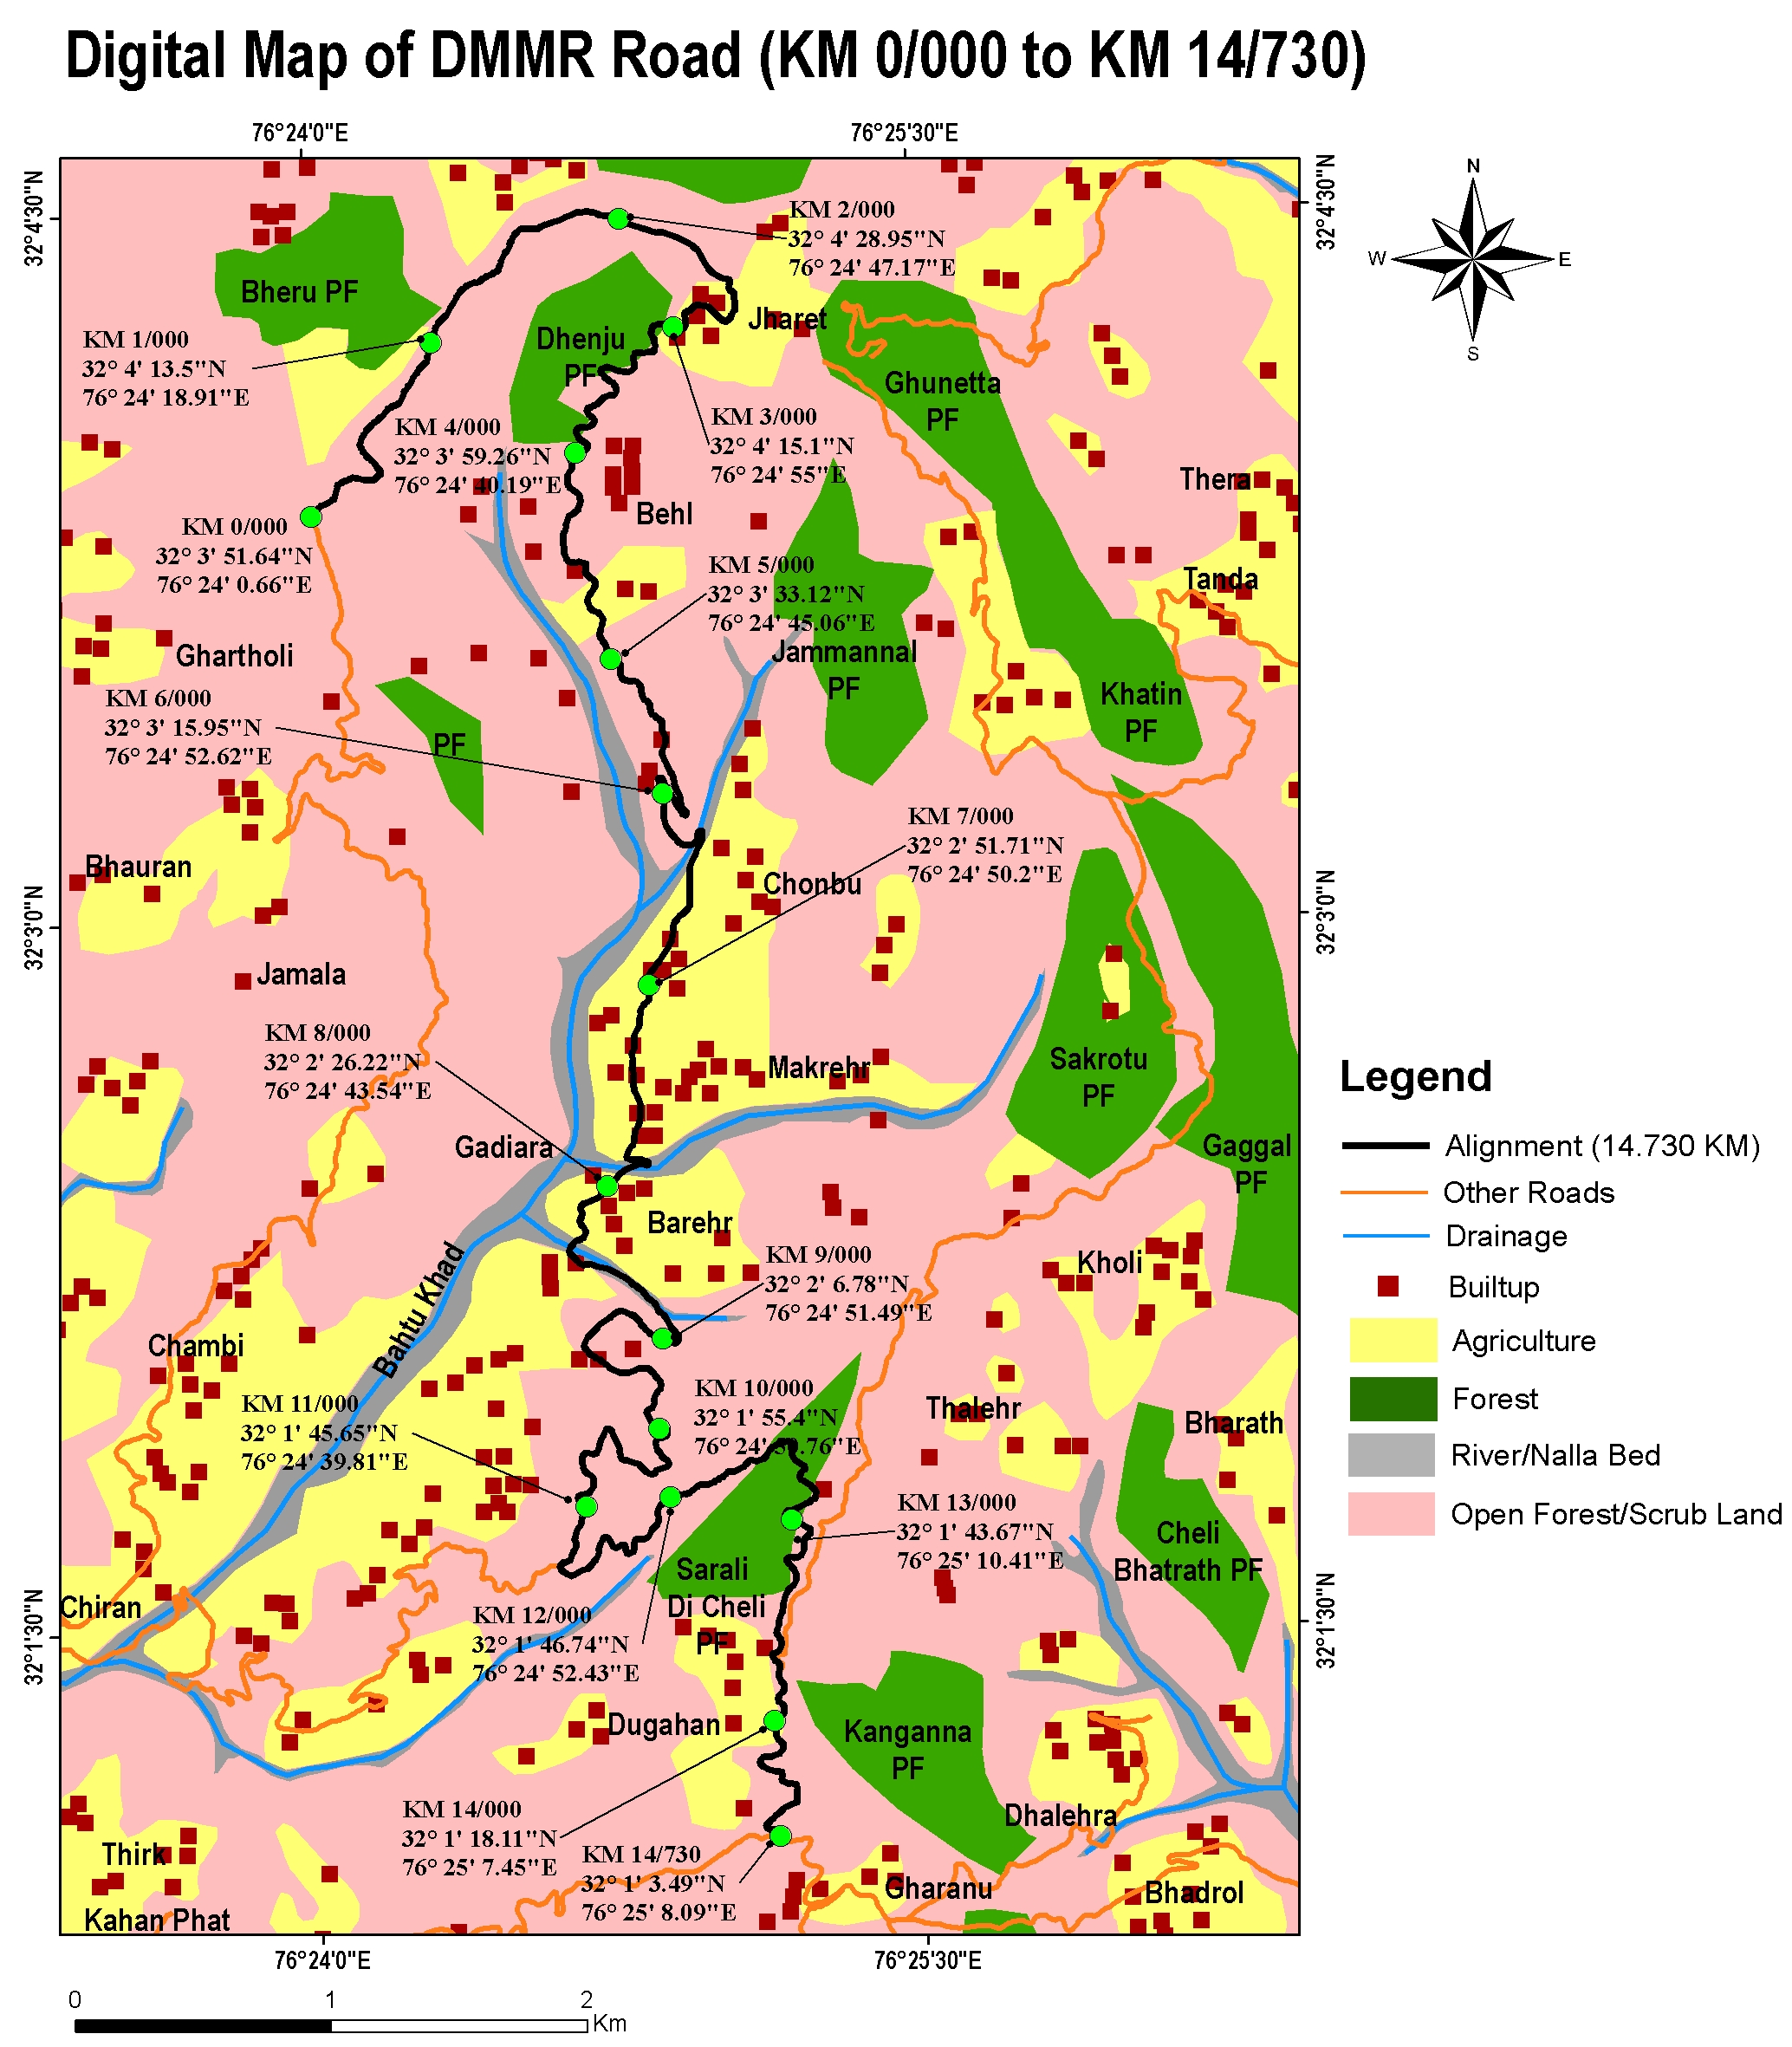 Digital Map of DMMR Road (KM 0/000 to KM 14/730)
76°24'0"E
76°25'30"E
32°4'30"N
32°4'30"N
N
W
E
S
KM 2/000
32° 4' 28.95"N
76° 24' 47.17"E
Bheru PF
KM 1/000
32° 4' 13.5"N
76° 24' 18.91"E
Dhenju
PF
Jharet
Ghunetta
PF
KM 4/000
32° 3' 59.26"N
76° 24' 40.19"E
KM 3/000
32° 4' 15.1"N
76° 24' 55"E
Thera
Behl
KM 0/000
32° 3' 51.64"N
76° 24' 0.66"E
KM 5/000
32° 3' 33.12"N
76° 24' 45.06"E
Tanda
Ghartholi
Jammannal
PF
Khatin
PF
KM 6/000
32° 3' 15.95"N
76° 24' 52.62"E
PF
KM 7/000
32° 2' 51.71"N
76° 24' 50.2"E
Bhauran
Chonbu
32°3'0"N
32°3'0"N
Jamala
KM 8/000
32° 2' 26.22"N
76° 24' 43.54"E
Makrehr
Sakrotu
PF
Gadiara
Gaggal
PF
Barehr
Bahtu Khad
KM 9/000
32° 2' 6.78"N
76° 24' 51.49"E
Kholi
Chambi
KM 11/000
32° 1' 45.65"N
76° 24' 39.81"E
KM 10/000
32° 1' 55.4"N
Thalehr
Bharath
KM 13/000
32° 1' 43.67"N
76° 25' 10.41"E
Cheli
Bhatrath PF
Sarali
Di Cheli
PF
Chiran
KM 12/000
32° 1' 46.74"N
76° 24' 52.43"E
32°1'30"N
32°1'30"N
Dugahan
Kanganna
PF
KM 14/000
32° 1' 18.11"N
76° 25' 7.45"E
Dhalehra
KM 14/730
32° 1' 3.49"N
76° 25' 8.09"E
Thirk
Gharanu
Bhadrol
Kahan Phat
76°24'0"E
76°25'30"E
0 1 2
Km
Legend
Alignment (14.730 KM)
Other Roads
Drainage
Builtup
Agriculture
Forest
River/Nalla Bed
Open Forest/Scrub Land